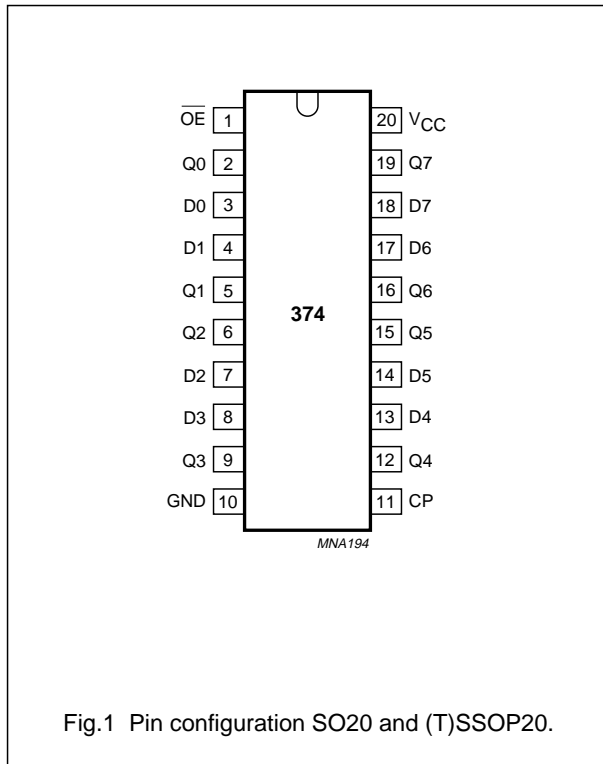 O̅E̅ 1 20 VCC
Q0 2 19 Q7
D0 3 18 D7
D1 4 17 D6
Q1 5 16 Q6
374
Q2 6 15 Q5
D2 7 14 D5
D3 8 13 D4
Q3 9 12 Q4
GND 10 11 CP
MNA194
Fig.1 Pin configuration SO20 and (T)SSOP20.